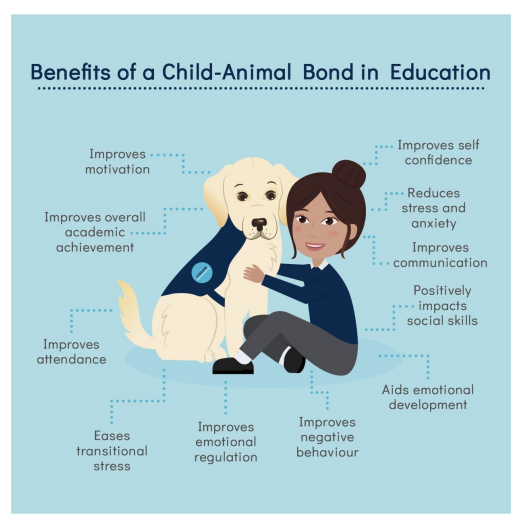 Benefits of a Child-Animal Bond in Education
Improves
motivation
Improves overall
academic
achievement
Improves
attendance
Eases
transitional
stress
Improves
emotional
regulation
Improves
negative
behaviour
Improves self
confidence
Reduces
stress and
anxiety
Improves
communication
Positively
impacts
social skills
Aids emotional
development